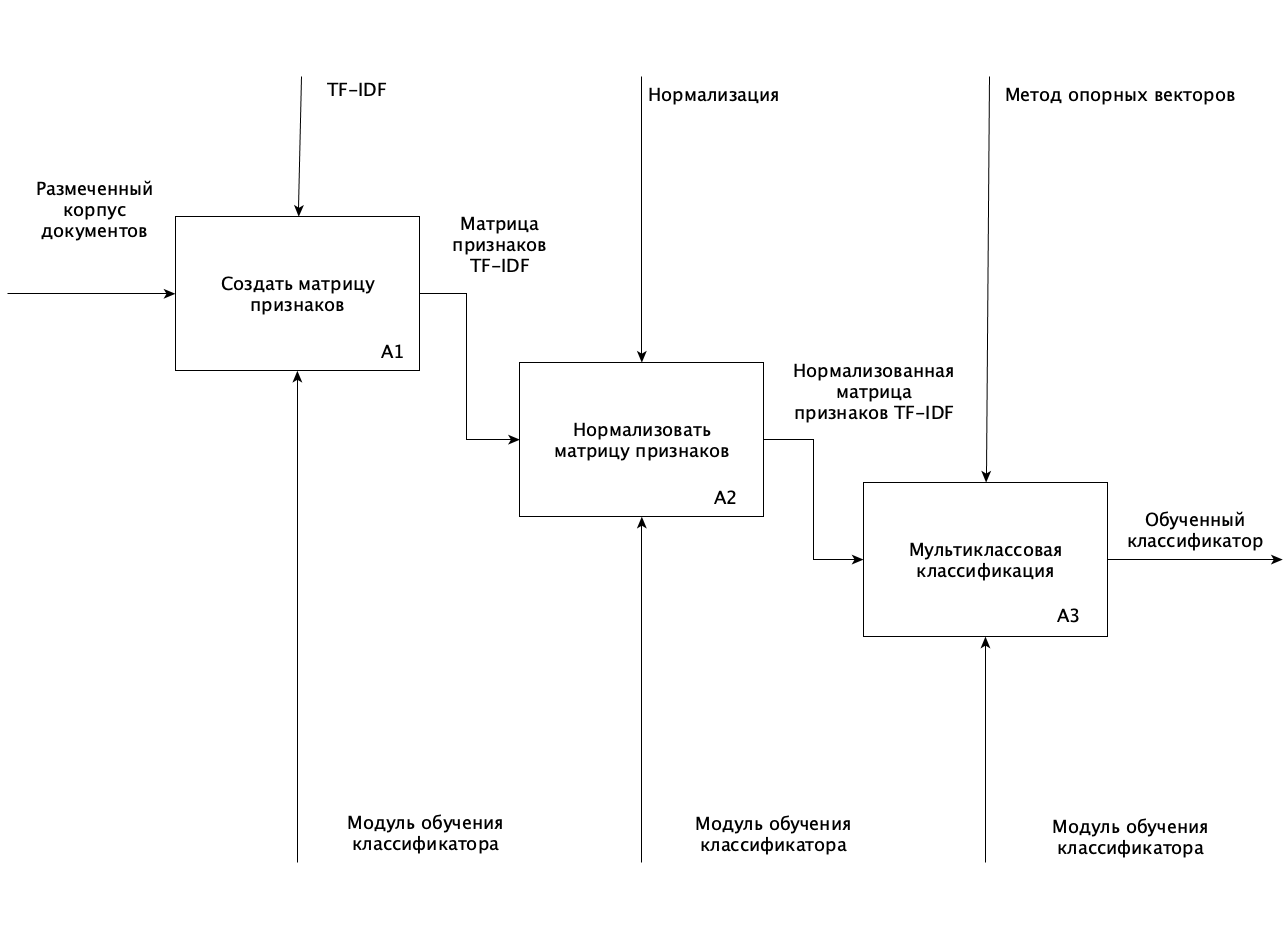 TF-IDF
Нормализация
Метод опорных векторов
Размеченный
корпус
документов
Создать матрицу
признаков
A1
Матрица
признаков
TF-IDF
Нормализовать
матрицу признаков
A2
Нормализованная
матрица
признаков TF-IDF
Мультиклассовая
классификация
A3
Обученный
классификатор
Модуль обучения
классификатора
Модуль обучения
классификатора
Модуль обучения
классификатора